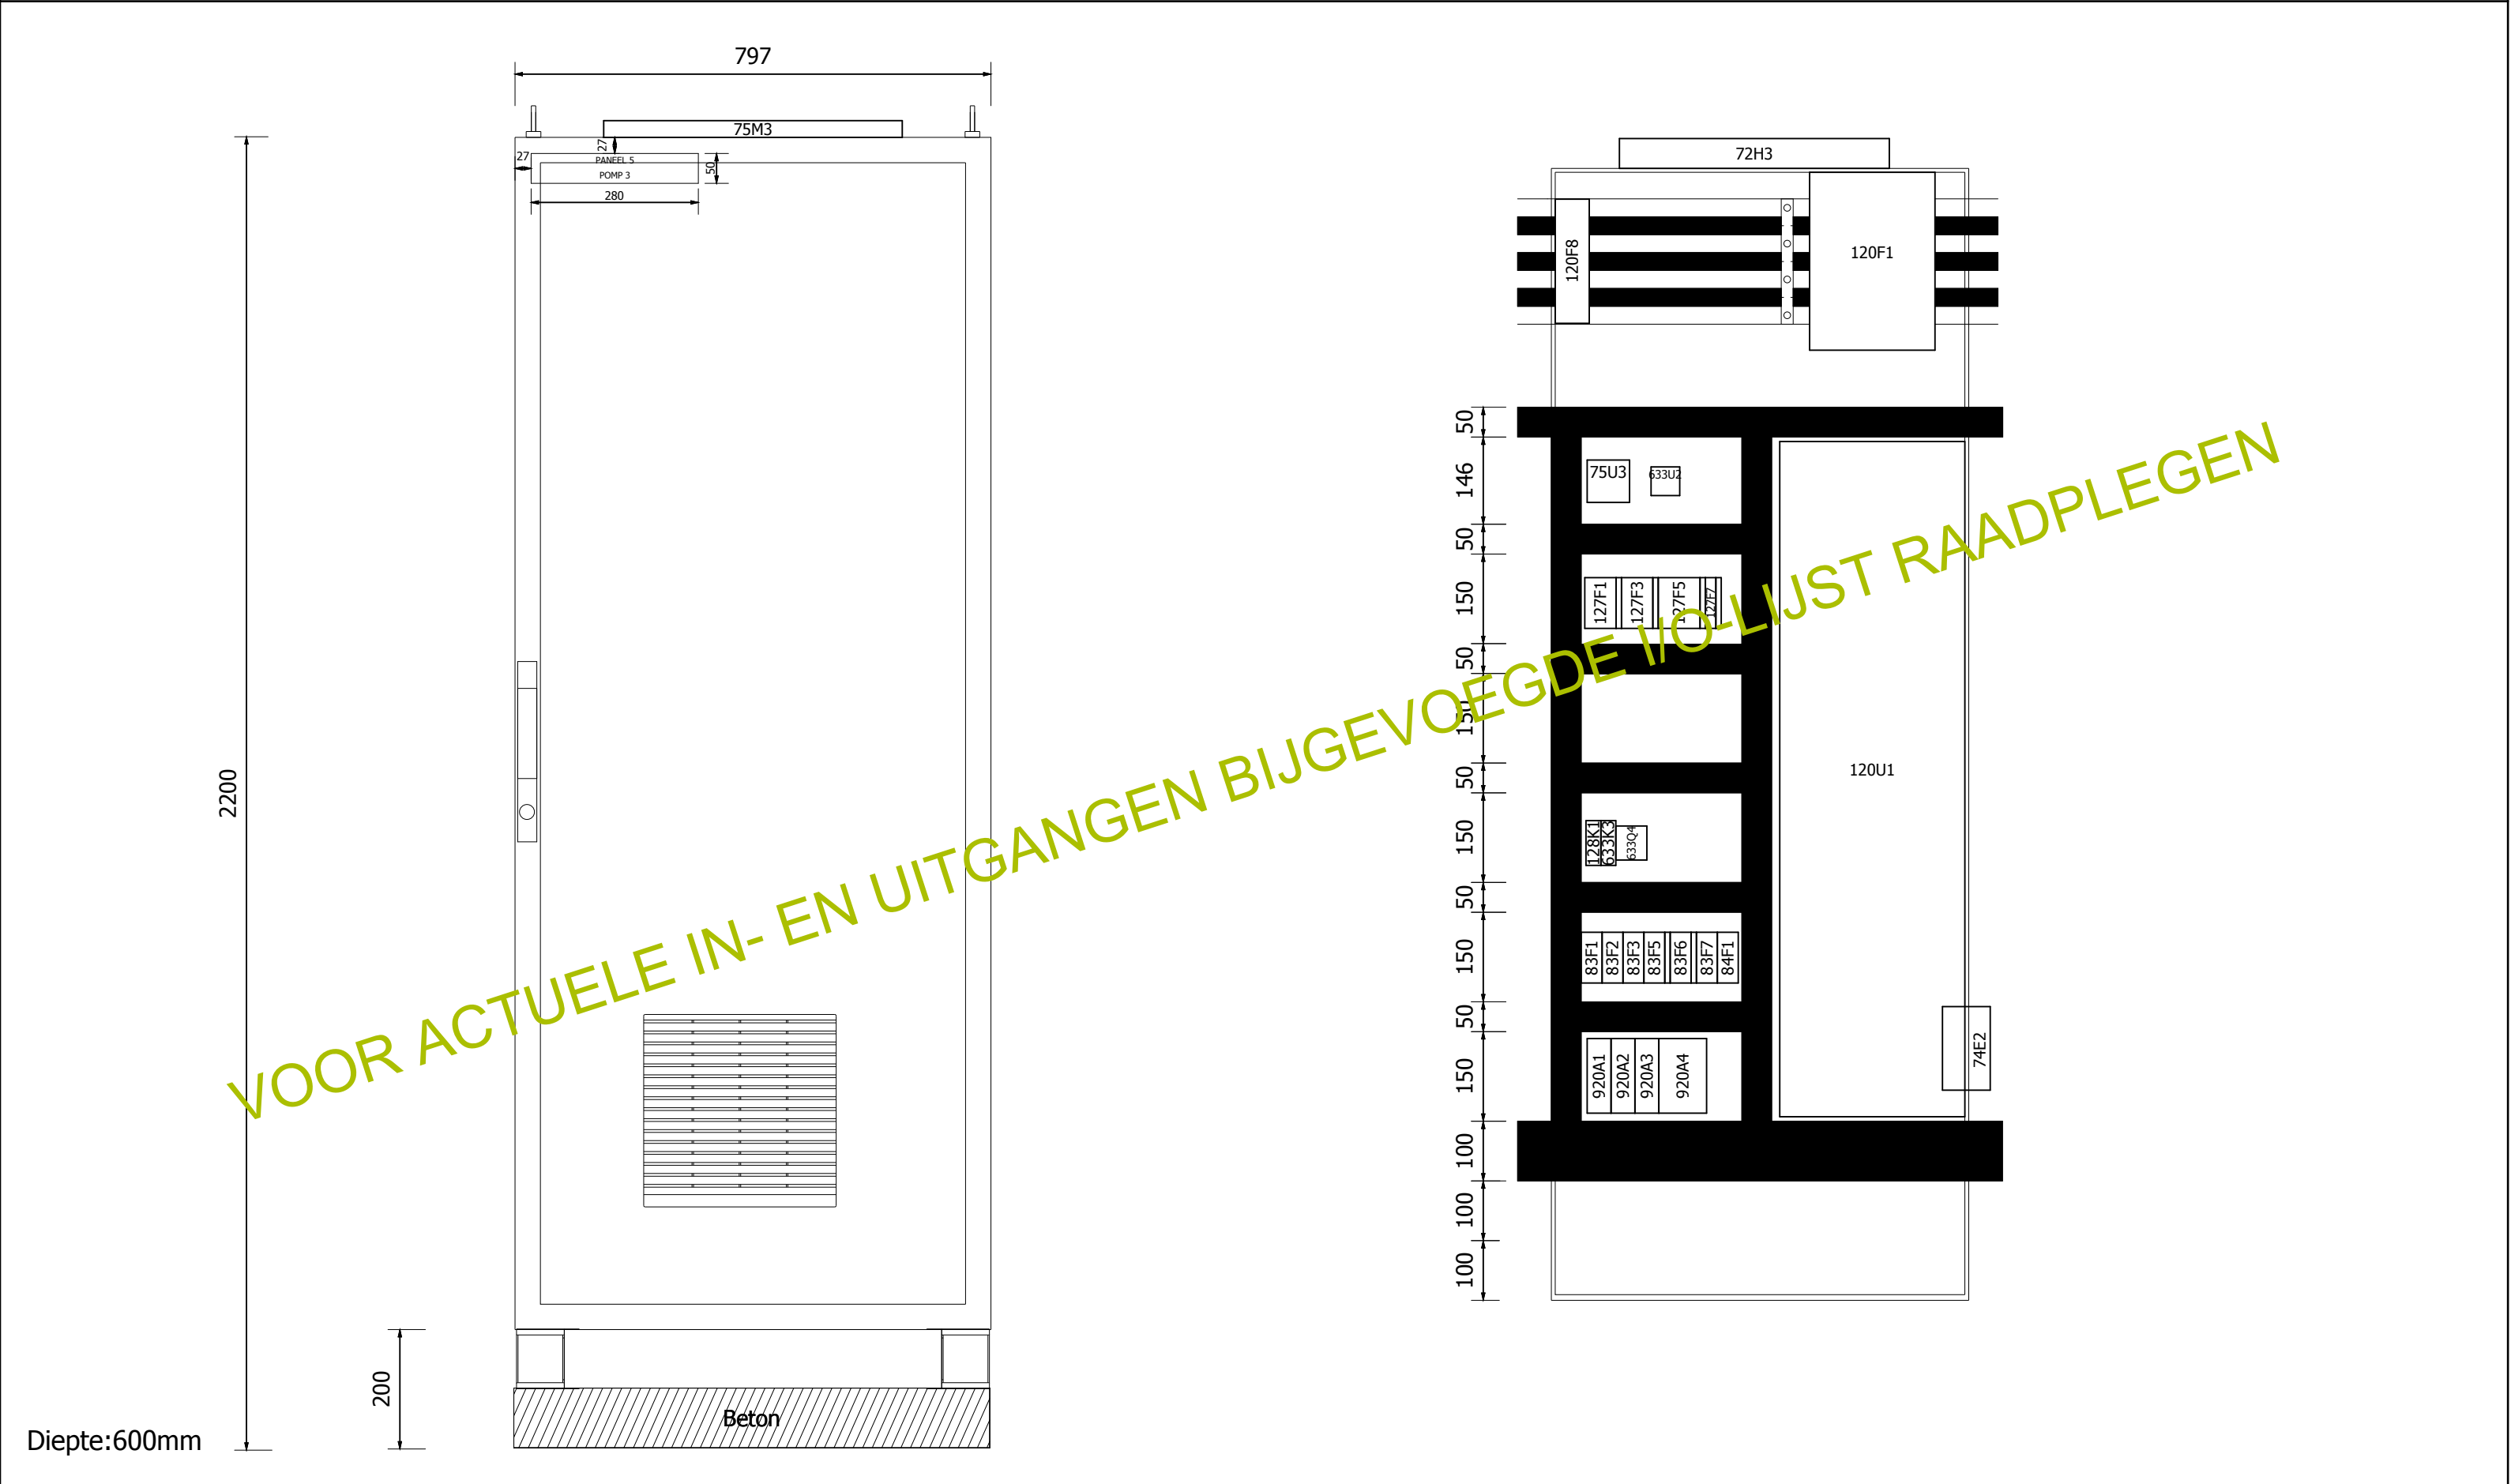 797
75M3
27
27
PANEEL 5
POMP 3
50
280
2200
200
Beton
Diepte:600mm
72H3
120F8
120F1
50
146
50
150
50
150
50
150
50
150
50
150
100
100
100
75U3
633U2
127F1
127F3
127F5
127F7
120U1
128K1
633K3
633Q4
83F1
83F2
83F3
83F5
83F6
83F7
84F1
920A1
920A2
920A3
920A4
74E2
VOOR ACTUELE IN- EN UITGANGEN BIJGEVOEGDE I/O-LIJST RAADPLEGEN